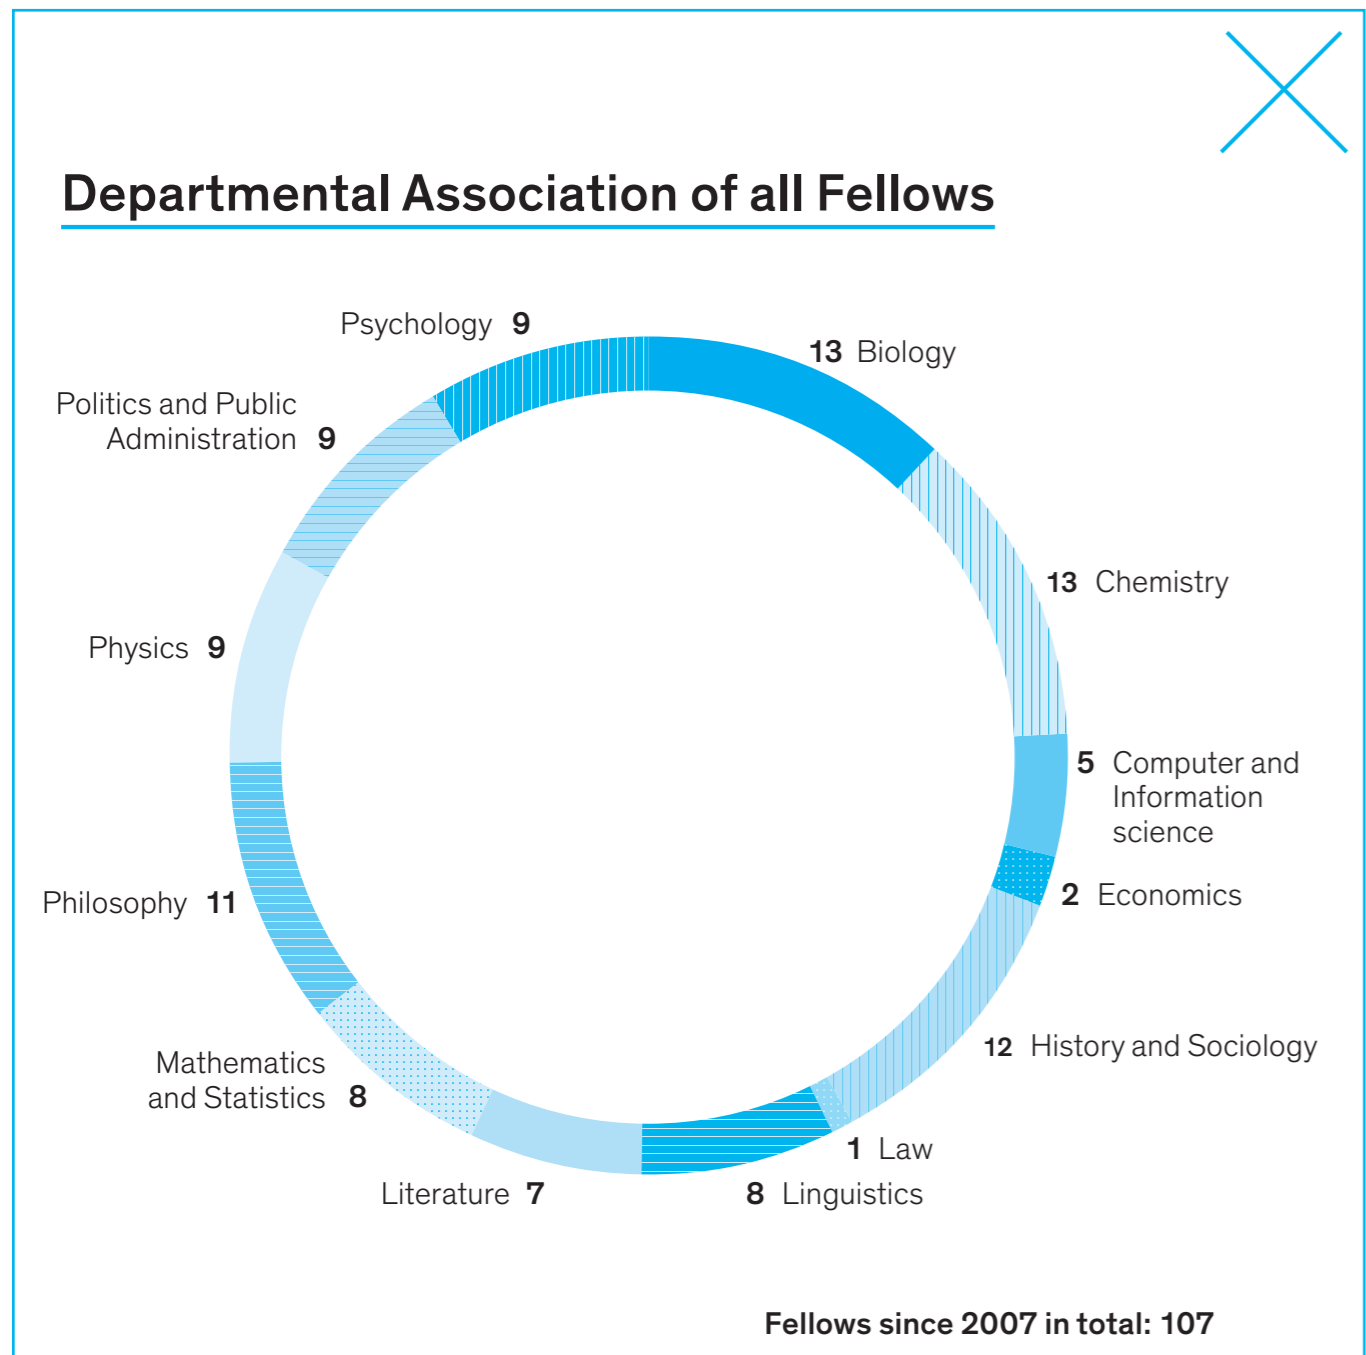 Departmental Association of all Fellows
Psychology 9
13 Biology
Politics and Public
Administration 9
13 Chemistry
Physics 9
5 Computer and
Information
science
2 Economics
Philosophy 11
12 History and Sociology
Mathematics
and Statistics 8
1 Law
Literature 7
8 Linguistics
Fellows since 2007 in total: 107